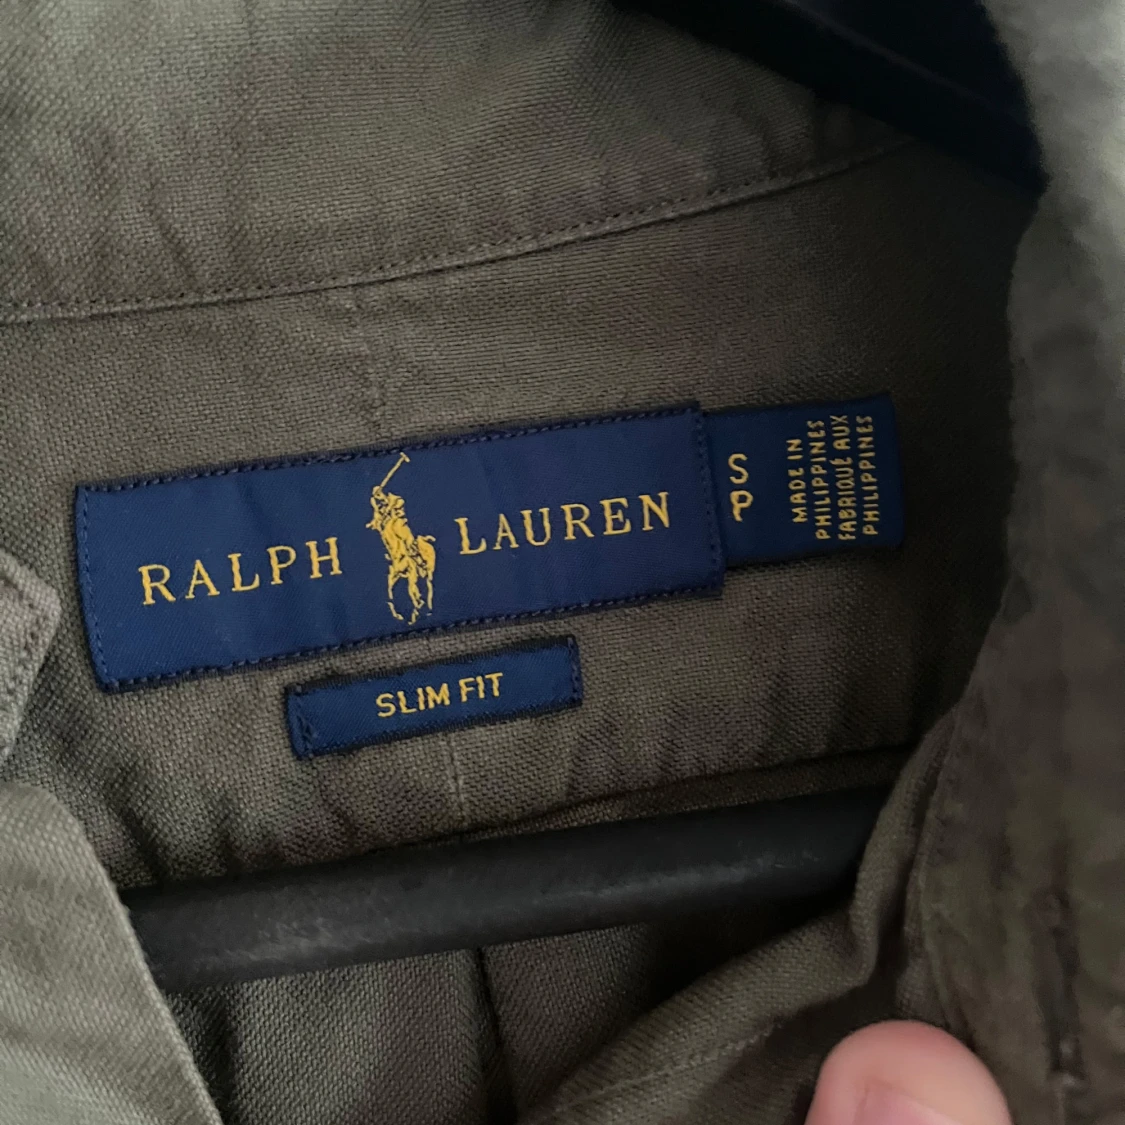 RALPH LAUREN
SLIM FIT
S
P
MADE IN
PHILIPPINES
FABRIQUÉ AUX
PHILIPPINES